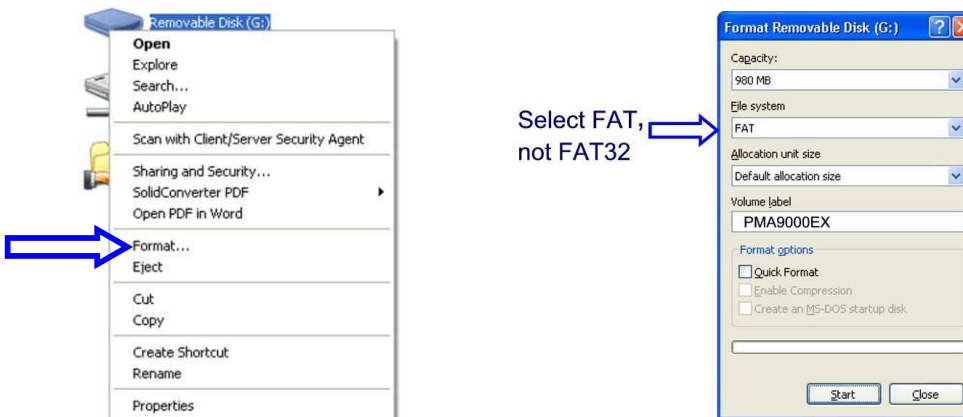 Removable Disk (G:)
Open
Explore
Search...
AutoPlay
Scan with Client/Server Security Agent
Sharing and Security...
SolidConverter PDF
Open PDF in Word
Format...
Eject
Cut
Copy
Create Shortcut
Rename
Properties
Select FAT,
not FAT32
Format Removable Disk (G:)
Capacity:
980 MB
File system
FAT
Allocation unit size
Default allocation size
Volume label
PMA9000EX
Format options
Quick Format
Enable Compression
Create an MS-DOS startup disk
Start Close